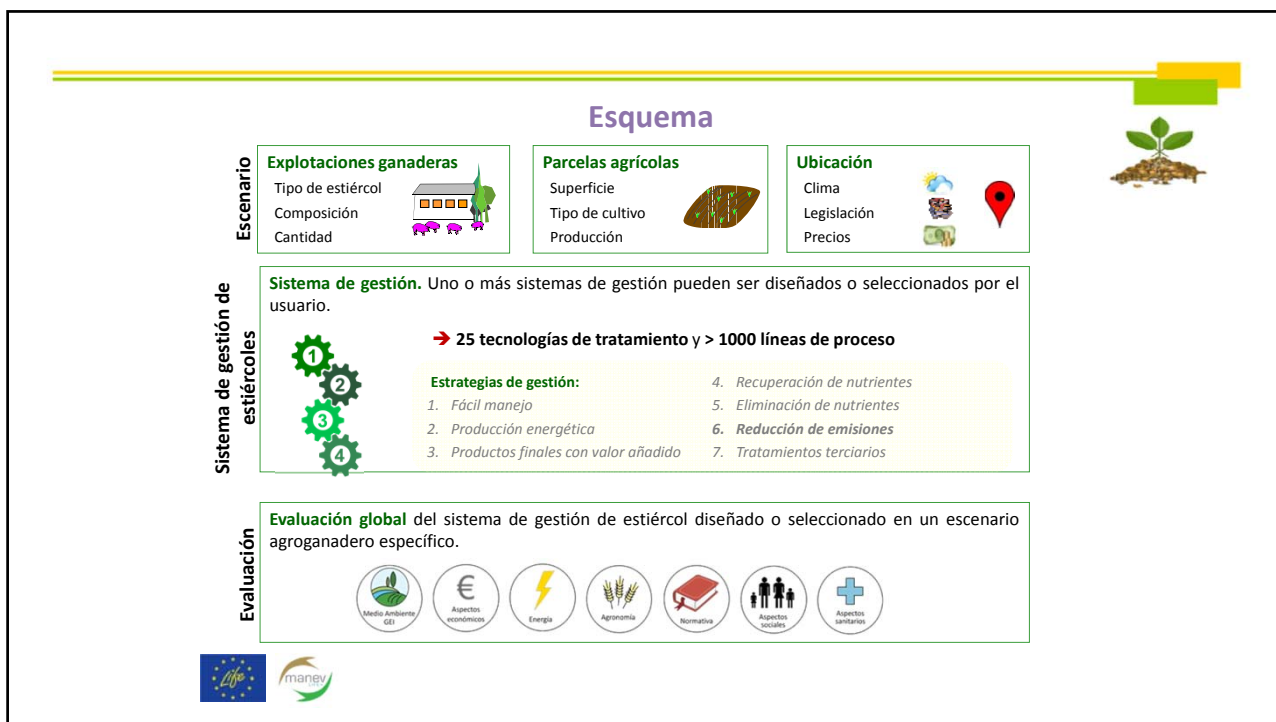 Esquema
Escenario
Explotaciones ganaderas
Tipo de estiércol
Composición
Cantidad
Parcelas agrícolas
Superficie
Tipo de cultivo
Producción
Ubicación
Clima
Legislación
Precios
Sistema de gestión de
estiércoles
Sistema de gestión. Uno o más sistemas de gestión pueden ser diseñados o seleccionados por el
usuario.
1
2
3
4
➔ 25 tecnologías de tratamiento y > 1000 líneas de proceso
Estrategias de gestión:
1. Fácil manejo
2. Producción energética
3. Productos finales con valor añadido
4. Recuperación de nutrientes
5. Eliminación de nutrientes
6. Reducción de emisiones
7. Tratamientos terciarios
Evaluación
Evaluación global del sistema de gestión de estiércol diseñado o seleccionado en un escenario
agroganadero específico.
Medio Ambiente
GEI
€
Aspectos
económicos
Energía
Agronomía
Normativa
Aspectos
sociales
Aspectos
sanitarios
Life
manev